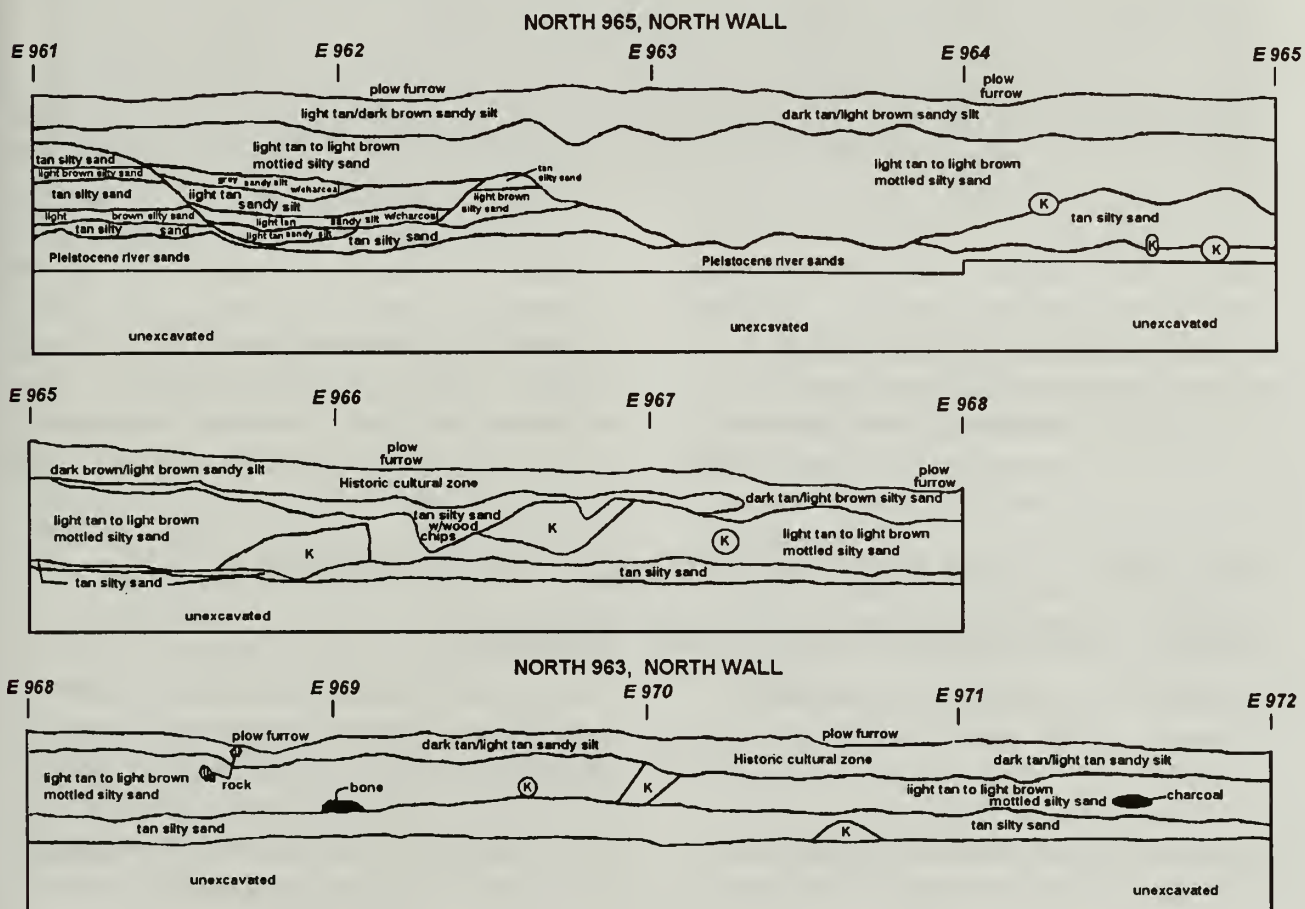 NORTH 965, NORTH WALL
E 961
E 962
E 963
E 964
E 965
plow furrow
plow
furrow
light tan/dark brown sandy silt
dark tan/light brown sandy silt
light tan to light brown
mottled silty sand
light tan to light brown
mottled silty sand
tan silty sand
light brown silty sand
tan silty sand
light brown silty sand
tan silty sand
grey sandy silt w/charcoal
light tan
sandy silt
light tan sandy silt w/charcoal
light tan sandy silt
tan silty sand
tan
silty sand
light brown
silty sand
K
tan silty sand
K
K
Pleistocene river sands
Pleistocene river sands
unexcavated
unexcavated
unexcavated
E 965
E 966
E 967
E 968
plow
furrow
plow
furrow
dark brown/light brown sandy silt
Historic cultural zone
dark tan/light brown silty sand
light tan to light brown
mottled silty sand
tan silty sand
w/wood
chips
K
K
K
light tan to light brown
mottled silty sand
tan silty sand
tan silty sand
unexcavated
NORTH 963, NORTH WALL
E 968
E 969
E 970
E 971
E 972
plow furrow
plow furrow
dark tan/light tan sandy silt
Historic cultural zone
dark tan/light tan sandy silt
light tan to light brown
mottled silty sand
rock
bone
K
K
light tan to light brown
mottled silty sand
charcoal
tan silty sand
K
tan silty sand
unexcavated
unexcavated